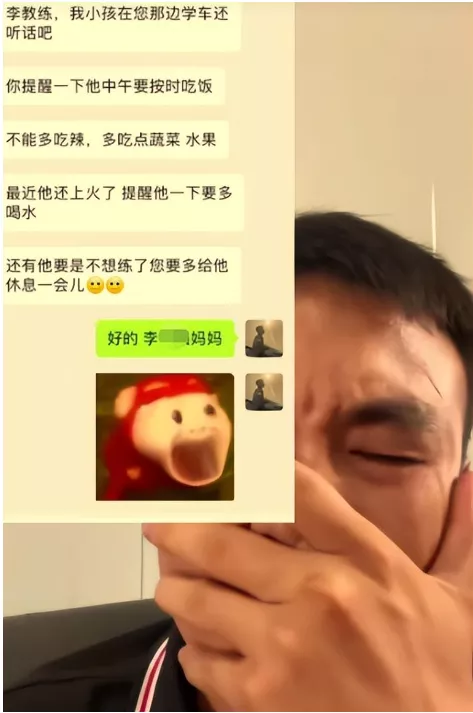 李教练，我小孩在您那边学车还
听话吧
你提醒一下他中午要按时吃饭
不能多吃辣，多吃点蔬菜 水果
最近他还上火了 提醒他一下要多
喝水
还有他要是不想练了您要多给他
休息一会儿
好的 李 妈妈